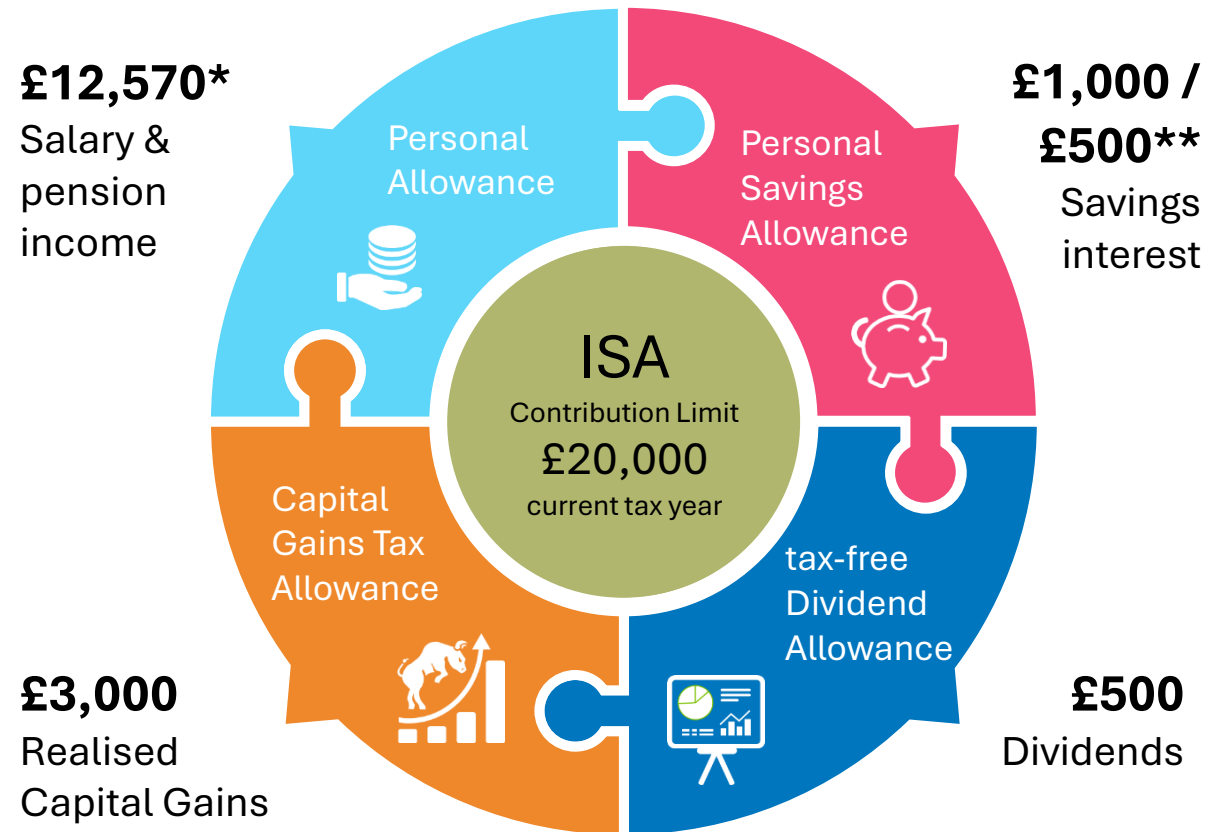 £12,570*
Salary &
pension
income
Personal
Allowance
Personal
Savings
Allowance
£1,000 /
£500**
Savings
interest
ISA
Contribution Limit
£20,000
current tax year
Capital
Gains Tax
Allowance
tax-free
Dividend
Allowance
£3,000
Realised
Capital Gains
£500
Dividends